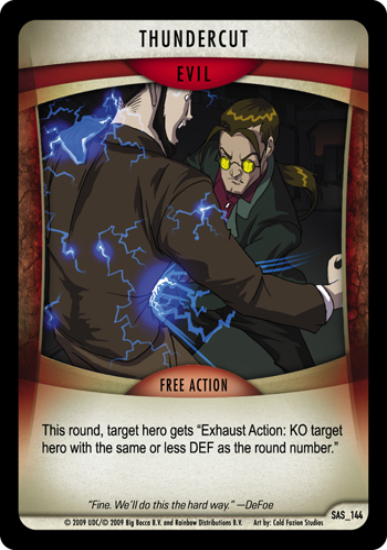 THUNDERCUT
EVIL
FREE ACTION
This round, target hero gets “Exhaust Action: KO target
hero with the same or less DEF as the round number.”
SAS_144
“Fine. We’ll do this the hard way.” —DeFoe
© 2009 UDC/© 2009 Big Bocca B.V. and Rainbow Distributions B.V. Art by: Cold Fuzion Studios